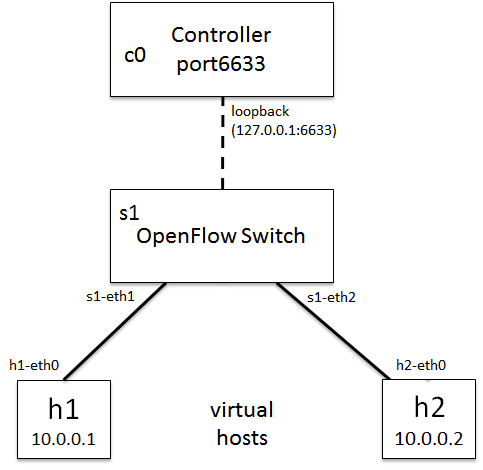 Controller
c0
port6633
loopback
(127.0.0.1:6633)
s1
OpenFlow Switch
s1-eth1
s1-eth2
h1-eth0
h2-eth0
h1
10.0.0.1
virtual
hosts
h2
10.0.0.2